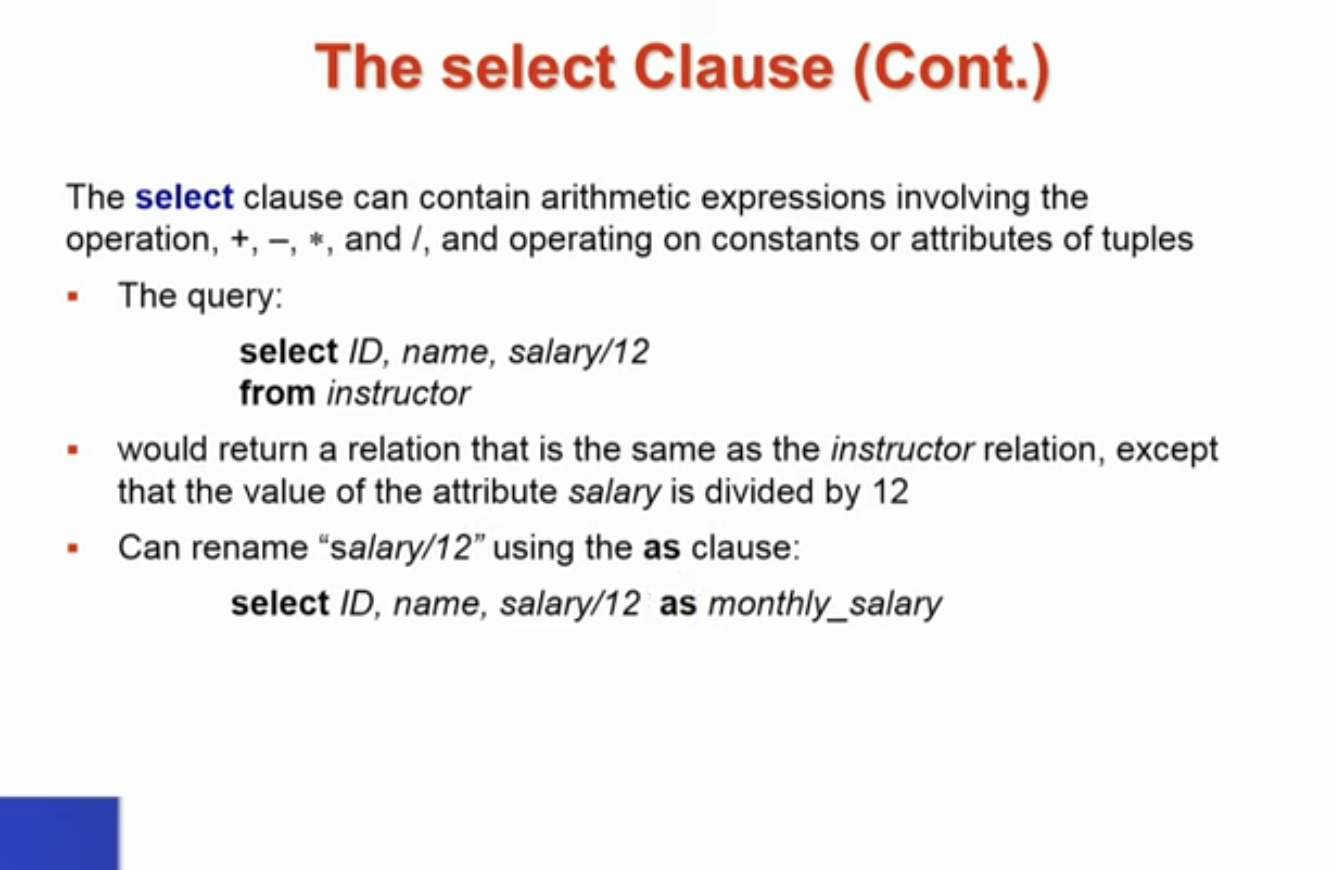 The select Clause (Cont.)
The select clause can contain arithmetic expressions involving the
operation, +, –, *, and /, and operating on constants or attributes of tuples
▪ The query:
select ID, name, salary/12
from instructor
▪ would return a relation that is the same as the instructor relation, except
that the value of the attribute salary is divided by 12
▪ Can rename “salary/12” using the as clause:
select ID, name, salary/12 as monthly_salary